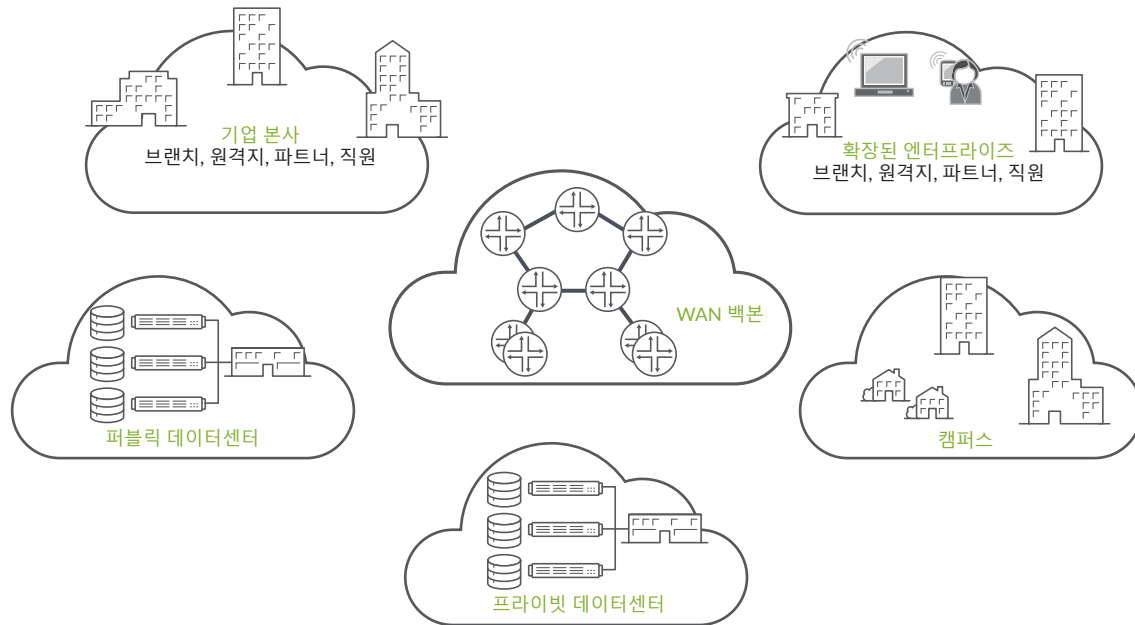 기업 본사
브랜치, 원격지, 파트너, 직원
확장된 엔터프라이즈
브랜치, 원격지, 파트너, 직원
WAN 백본
퍼블릭 데이터센터
캠퍼스
프라이빗 데이터센터